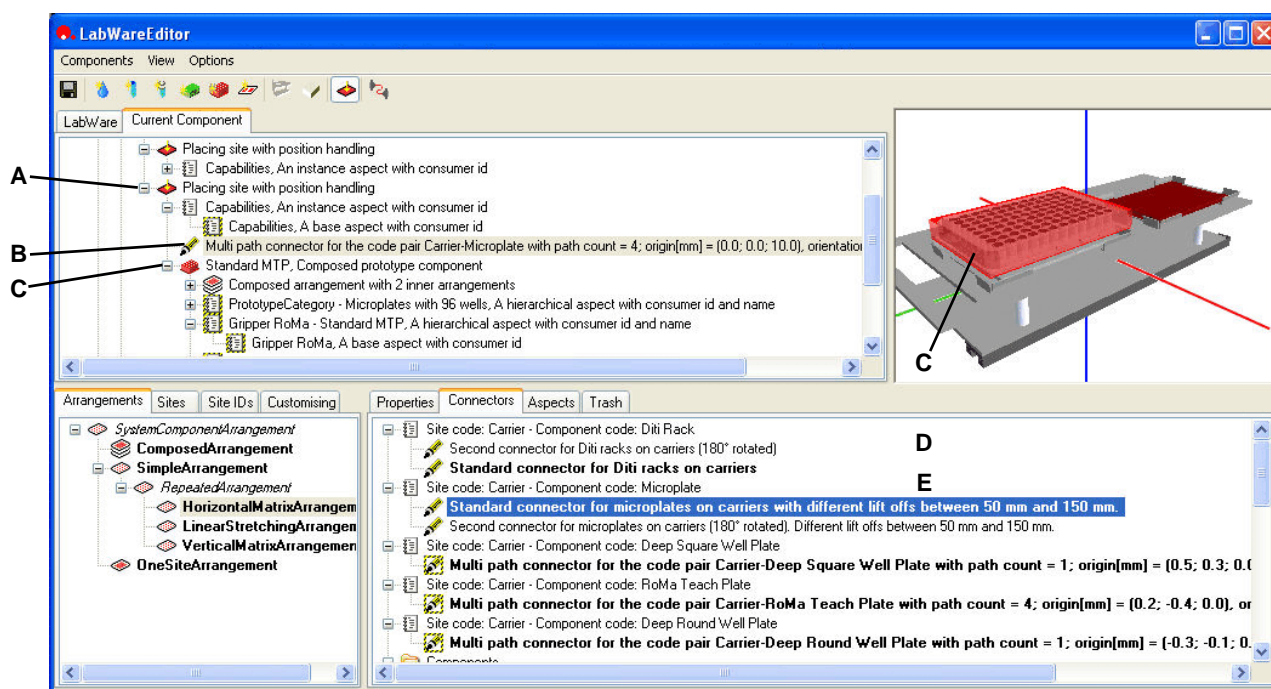 LabWareEditor
Components View Options
LabWare Current Component
Placing site with position handling
Capabilities, An instance aspect with consumer id
A
Placing site with position handling
Capabilities, An instance aspect with consumer id
Capabilities, A base aspect with consumer id
B
Multi path connector for the code pair Carrier-Microplate with path count = 4; origin[mm] = (0.0; 0.0; 10.0), orientation
C
Standard MTP, Composed prototype component
Composed arrangement with 2 inner arrangements
PrototypeCategory - Microplates with 96 wells, A hierarchical aspect with consumer id and name
Gripper RoMa - Standard MTP, A hierarchical aspect with consumer id and name
Gripper RoMa, A base aspect with consumer id
C
Arrangements Sites Site IDs Customising
SystemComponentArrangement
ComposedArrangement
SimpleArrangement
RepeatedArrangement
HorizontalMatrixArrangem
LinearStretchingArrangem
VerticalMatrixArrangemen
OneSiteArrangement
Properties Connectors Aspects Trash
Site code: Carrier - Component code: Diti Rack
D
Second connector for Diti racks on carriers (180° rotated)
Standard connector for Diti racks on carriers
Site code: Carrier - Component code: Microplate
E
Standard connector for microplates on carriers with different lift offs between 50 mm and 150 mm.
Second connector for microplates on carriers (180° rotated). Different lift offs between 50 mm and 150 mm.
Site code: Carrier - Component code: Deep Square Well Plate
Multi path connector for the code pair Carrier-Deep Square Well Plate with path count = 1; origin[mm] = (0.5; 0.3; 0.0
Site code: Carrier - Component code: RoMa Teach Plate
Multi path connector for the code pair Carrier-RoMa Teach Plate with path count = 4; origin[mm] = (0.2; -0.4; 0.0), or
Site code: Carrier - Component code: Deep Round Well Plate
Multi path connector for the code pair Carrier-Deep Round Well Plate with path count = 1; origin[mm] = (-0.3; -0.1; 0.
Components